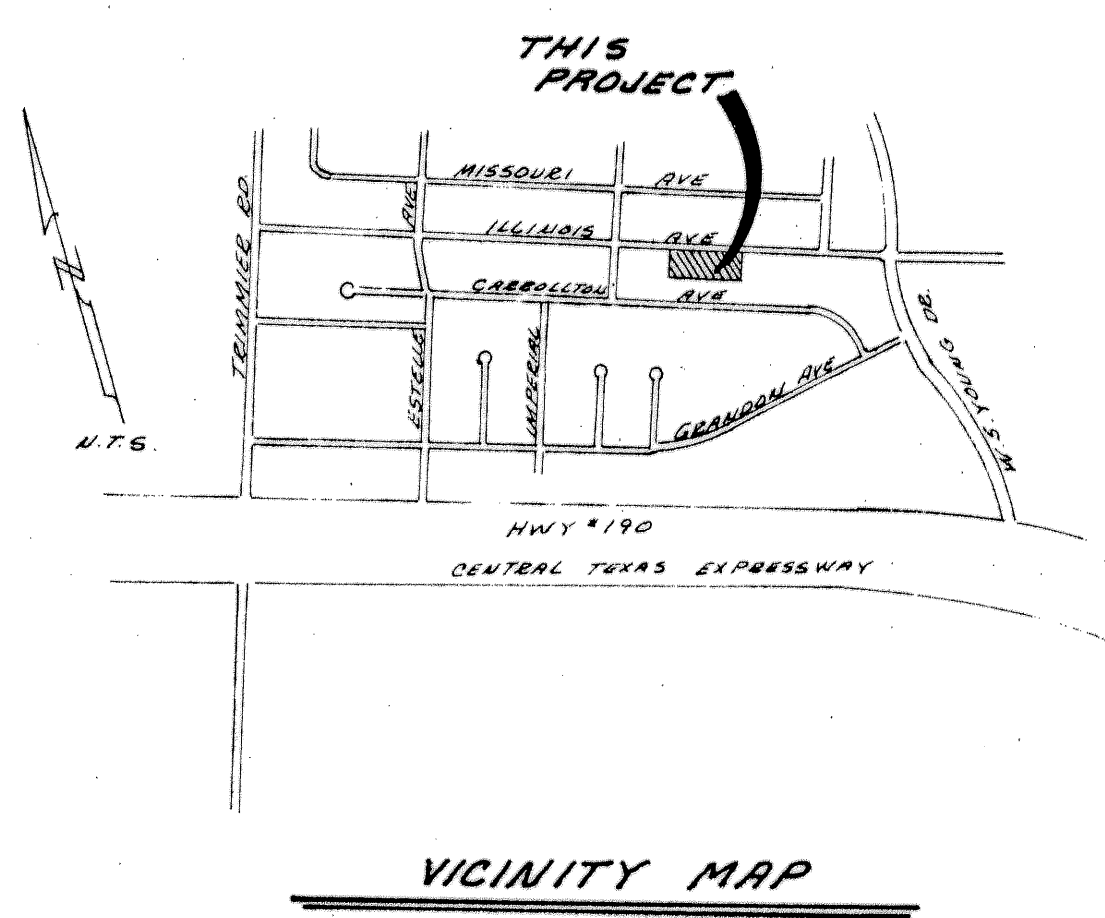 THIS
PROJECT
MISSOURI AVE
AVE
ILLINOIS AVE
CARROLLTON AVE
TRIMMIER RD.
ESTELLE
IMPERIAL
GRANDON AVE
W. S. YOUNG DR.
N
N.T.S.
HWY #190
CENTRAL TEXAS EXPRESSWAY
VICINITY MAP